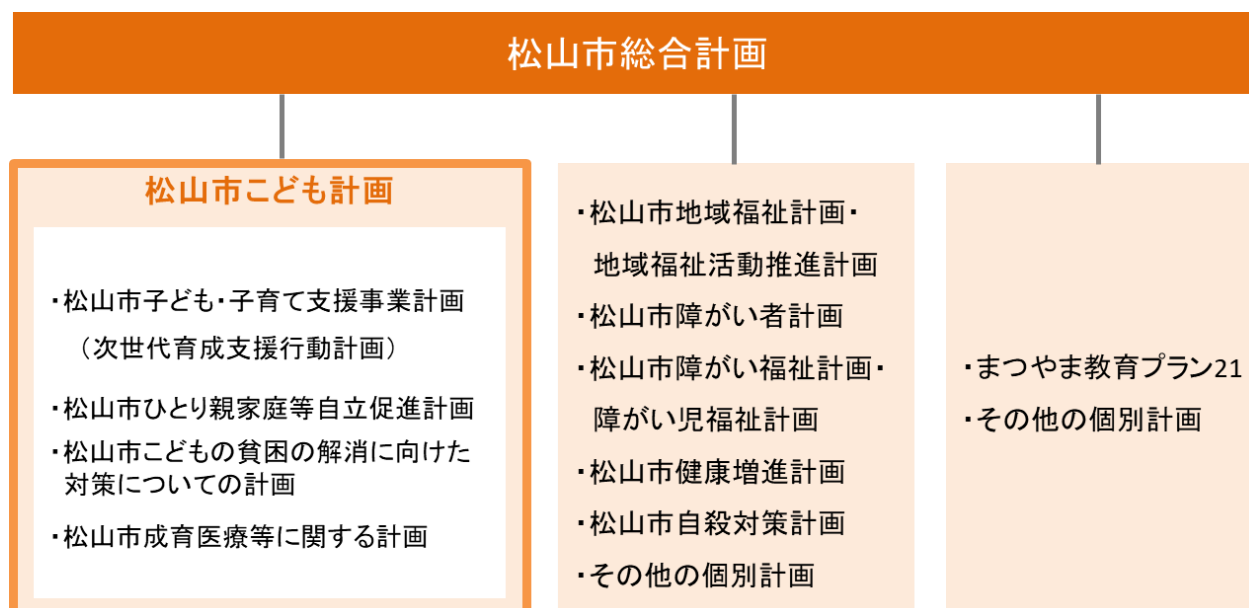 松山市総合計画
松山市こども計画
・松山市子ども・子育て支援事業計画
（次世代育成支援行動計画）
・松山市ひとり親家庭等自立促進計画
・松山市こどもの貧困の解消に向けた
対策についての計画
・松山市成育医療等に関する計画
・松山市地域福祉計画・
地域福祉活動推進計画
・松山市障がい者計画
・松山市障がい福祉計画・
障がい児福祉計画
・松山市健康増進計画
・松山市自殺対策計画
・その他の個別計画
・まつやま教育プラン21
・その他の個別計画